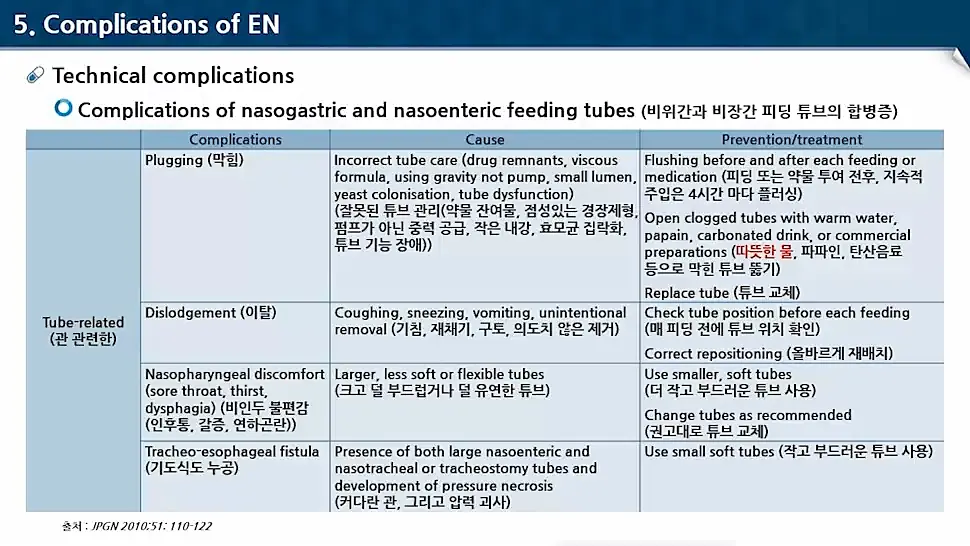 5. Complications of EN
Technical complications
Complications of nasogastric and nasoenteric feeding tubes (비위관과 비장간 피딩 튜브의 합병증)
Complications
Cause
Prevention/treatment
Tube-related
(관 관련한)
Plugging (막힘)
Incorrect tube care (drug remnants, viscous
formula, using gravity not pump, small lumen,
yeast colonisation, tube dysfunction)
(잘못된 튜브 관리(약물 잔여물, 점성있는 경장제형,
펌프가 아닌 중력 공급, 작은 내강, 효모균 집락화,
튜브 기능 장애))
Flushing before and after each feeding or
medication (피딩 또는 약물 투여 전후, 지속적
주입은 4시간 마다 플러싱)
Open clogged tubes with warm water,
papain, carbonated drink, or commercial
preparations (따뜻한 물, 파파인, 탄산음료
등으로 막힌 튜브 뚫기)
Replace tube (튜브 교체)
Dislodgement (이탈)
Coughing, sneezing, vomiting, unintentional
removal (기침, 재채기, 구토, 의도치 않은 제거)
Check tube position before each feeding
(매 피딩 전에 튜브 위치 확인)
Correct repositioning (올바르게 재배치)
Nasopharyngeal discomfort
(sore throat, thirst,
dysphagia) (비인두 불편감
(인후통, 갈증, 연하곤란))
Larger, less soft or flexible tubes
(크고 덜 부드럽거나 덜 유연한 튜브)
Use smaller, soft tubes
(더 작고 부드러운 튜브 사용)
Change tubes as recommended
(권고대로 튜브 교체)
Tracheo-esophageal fistula
(기도식도 누공)
Presence of both large nasoenteric and
nasotracheal or tracheostomy tubes and
development of pressure necrosis
(커다란 관, 그리고 압력 괴사)
Use small soft tubes (작고 부드러운 튜브 사용)
출처 : JPGN 2010;51: 110-122